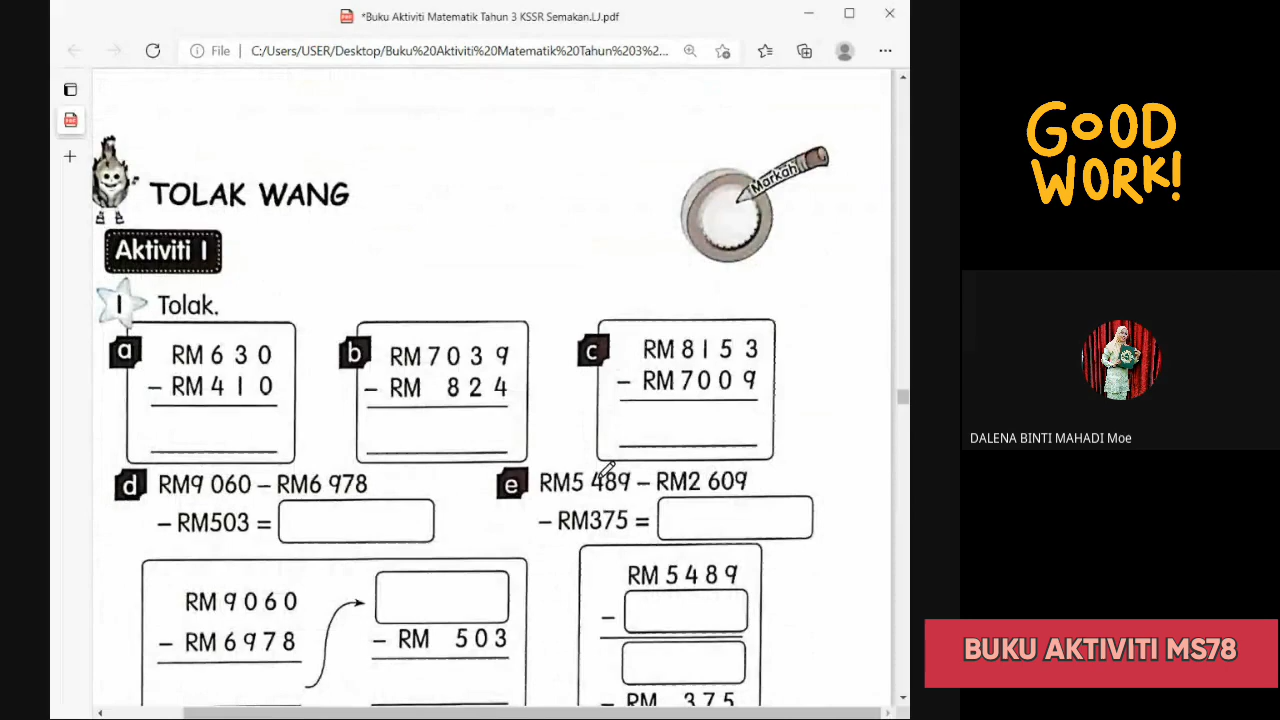 *Buku Aktiviti Matematik Tahun 3 KSSR Semakan.LJ.pdf
File | C:/Users/USER/Desktop/Buku%20Aktiviti%20Matematik%20Tahun%203%2...
TOLAK WANG
Markah
Aktiviti 1
1 Tolak.
a
RM 6 3 0
– RM 4 1 0
b
RM 7 0 3 9
– RM 8 2 4
c
RM 8 1 5 3
– RM 7 0 0 9
d RM9 060 – RM6 978
– RM503 =
e RM5 489 – RM2 609
– RM375 =
RM 9 0 6 0
– RM 6 9 7 8
– RM 5 0 3
RM 5 4 8 9
–
– RM 3 7 5
GOOD
WORK!
DALENA BINTI MAHADI Moe
BUKU AKTIVITI MS78